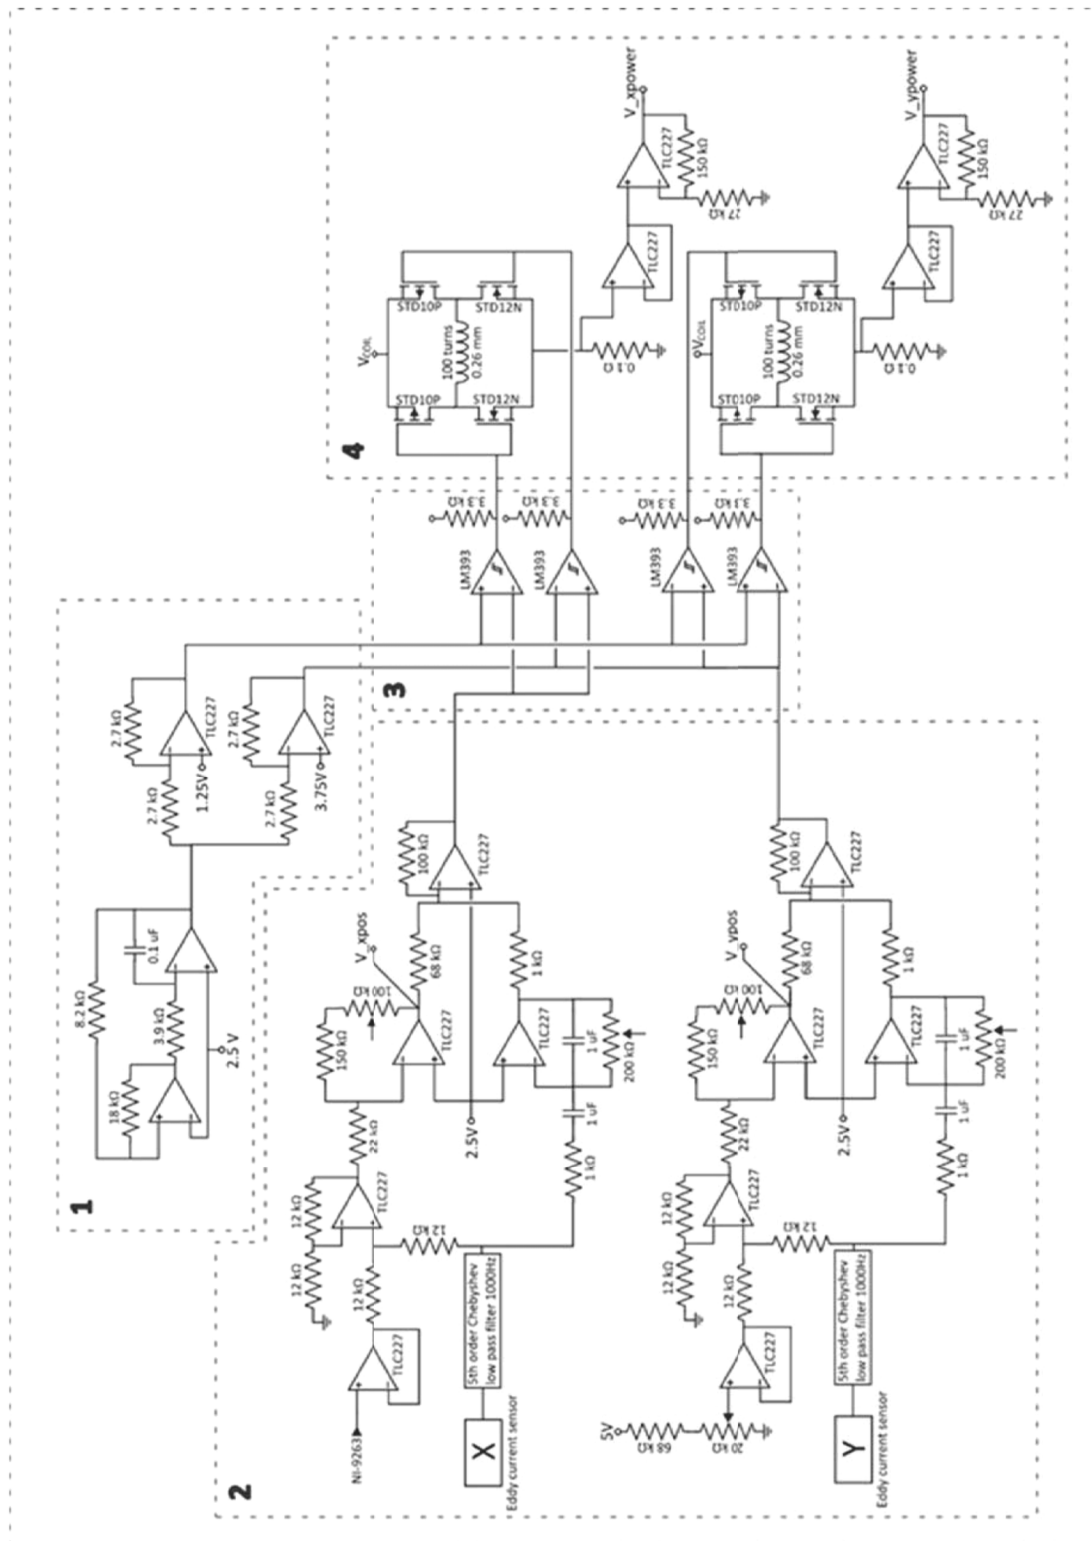 1
8.2 kΩ
0.1 uF
18 kΩ
3.9 kΩ
2.5 V
2.7 kΩ
2.7 kΩ
1.25V
TLC227
2.7 kΩ
2.7 kΩ
3.75V
TLC227
2
NI-9263
TLC227
12 kΩ
12 kΩ
12 kΩ
TLC227
12 kΩ
22 kΩ
150 kΩ
100 kΩ
V_xpos
TLC227
68 kΩ
100 kΩ
TLC227
2.5V
TLC227
1 kΩ
1 kΩ
1 uF
1 uF
200 kΩ
X
Eddy current sensor
5th order Chebyshev
low pass filter 1000Hz
5V
68 kΩ
20 kΩ
TLC227
12 kΩ
12 kΩ
12 kΩ
TLC227
12 kΩ
22 kΩ
150 kΩ
100 kΩ
V_ypos
TLC227
68 kΩ
100 kΩ
TLC227
2.5V
TLC227
1 kΩ
1 kΩ
1 uF
1 uF
200 kΩ
Y
Eddy current sensor
5th order Chebyshev
low pass filter 1000Hz
3
LM393
3.3 kΩ
LM393
3.3 kΩ
LM393
3.3 kΩ
LM393
3.3 kΩ
4
VCOIL
STD10P
STD10P
100 turns
0.26 mm
STD12N
STD12N
0.1 Ω
TLC227
TLC227
V_xpower
150 kΩ
27 kΩ
VCOIL
STD10P
STD10P
100 turns
0.26 mm
STD12N
STD12N
0.1 Ω
TLC227
TLC227
V_ypower
150 kΩ
27 kΩ